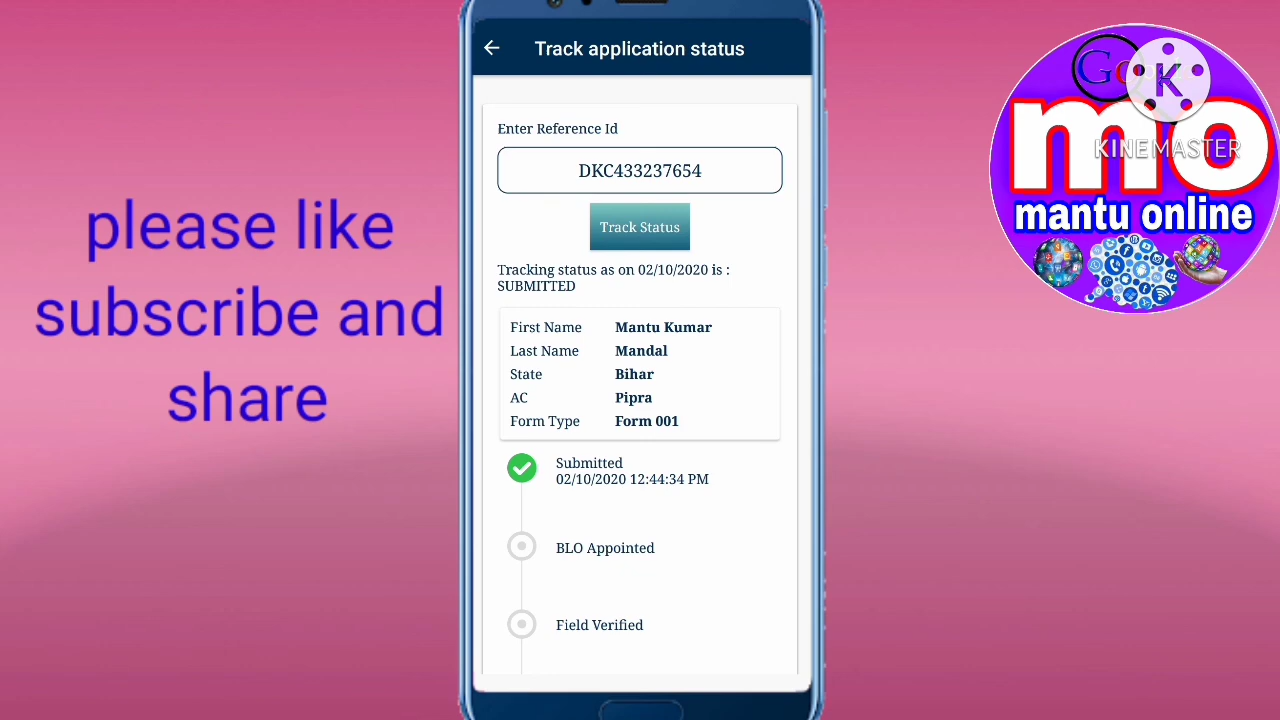 please like
subscribe and
share
Track application status
Enter Reference Id
DKC433237654
Track Status
Tracking status as on 02/10/2020 is :
SUBMITTED
First Name Mantu Kumar
Last Name Mandal
State Bihar
AC Pipra
Form Type Form 001
Submitted
02/10/2020 12:44:34 PM
BLO Appointed
Field Verified
K
KINEMASTER
mo
mantu online